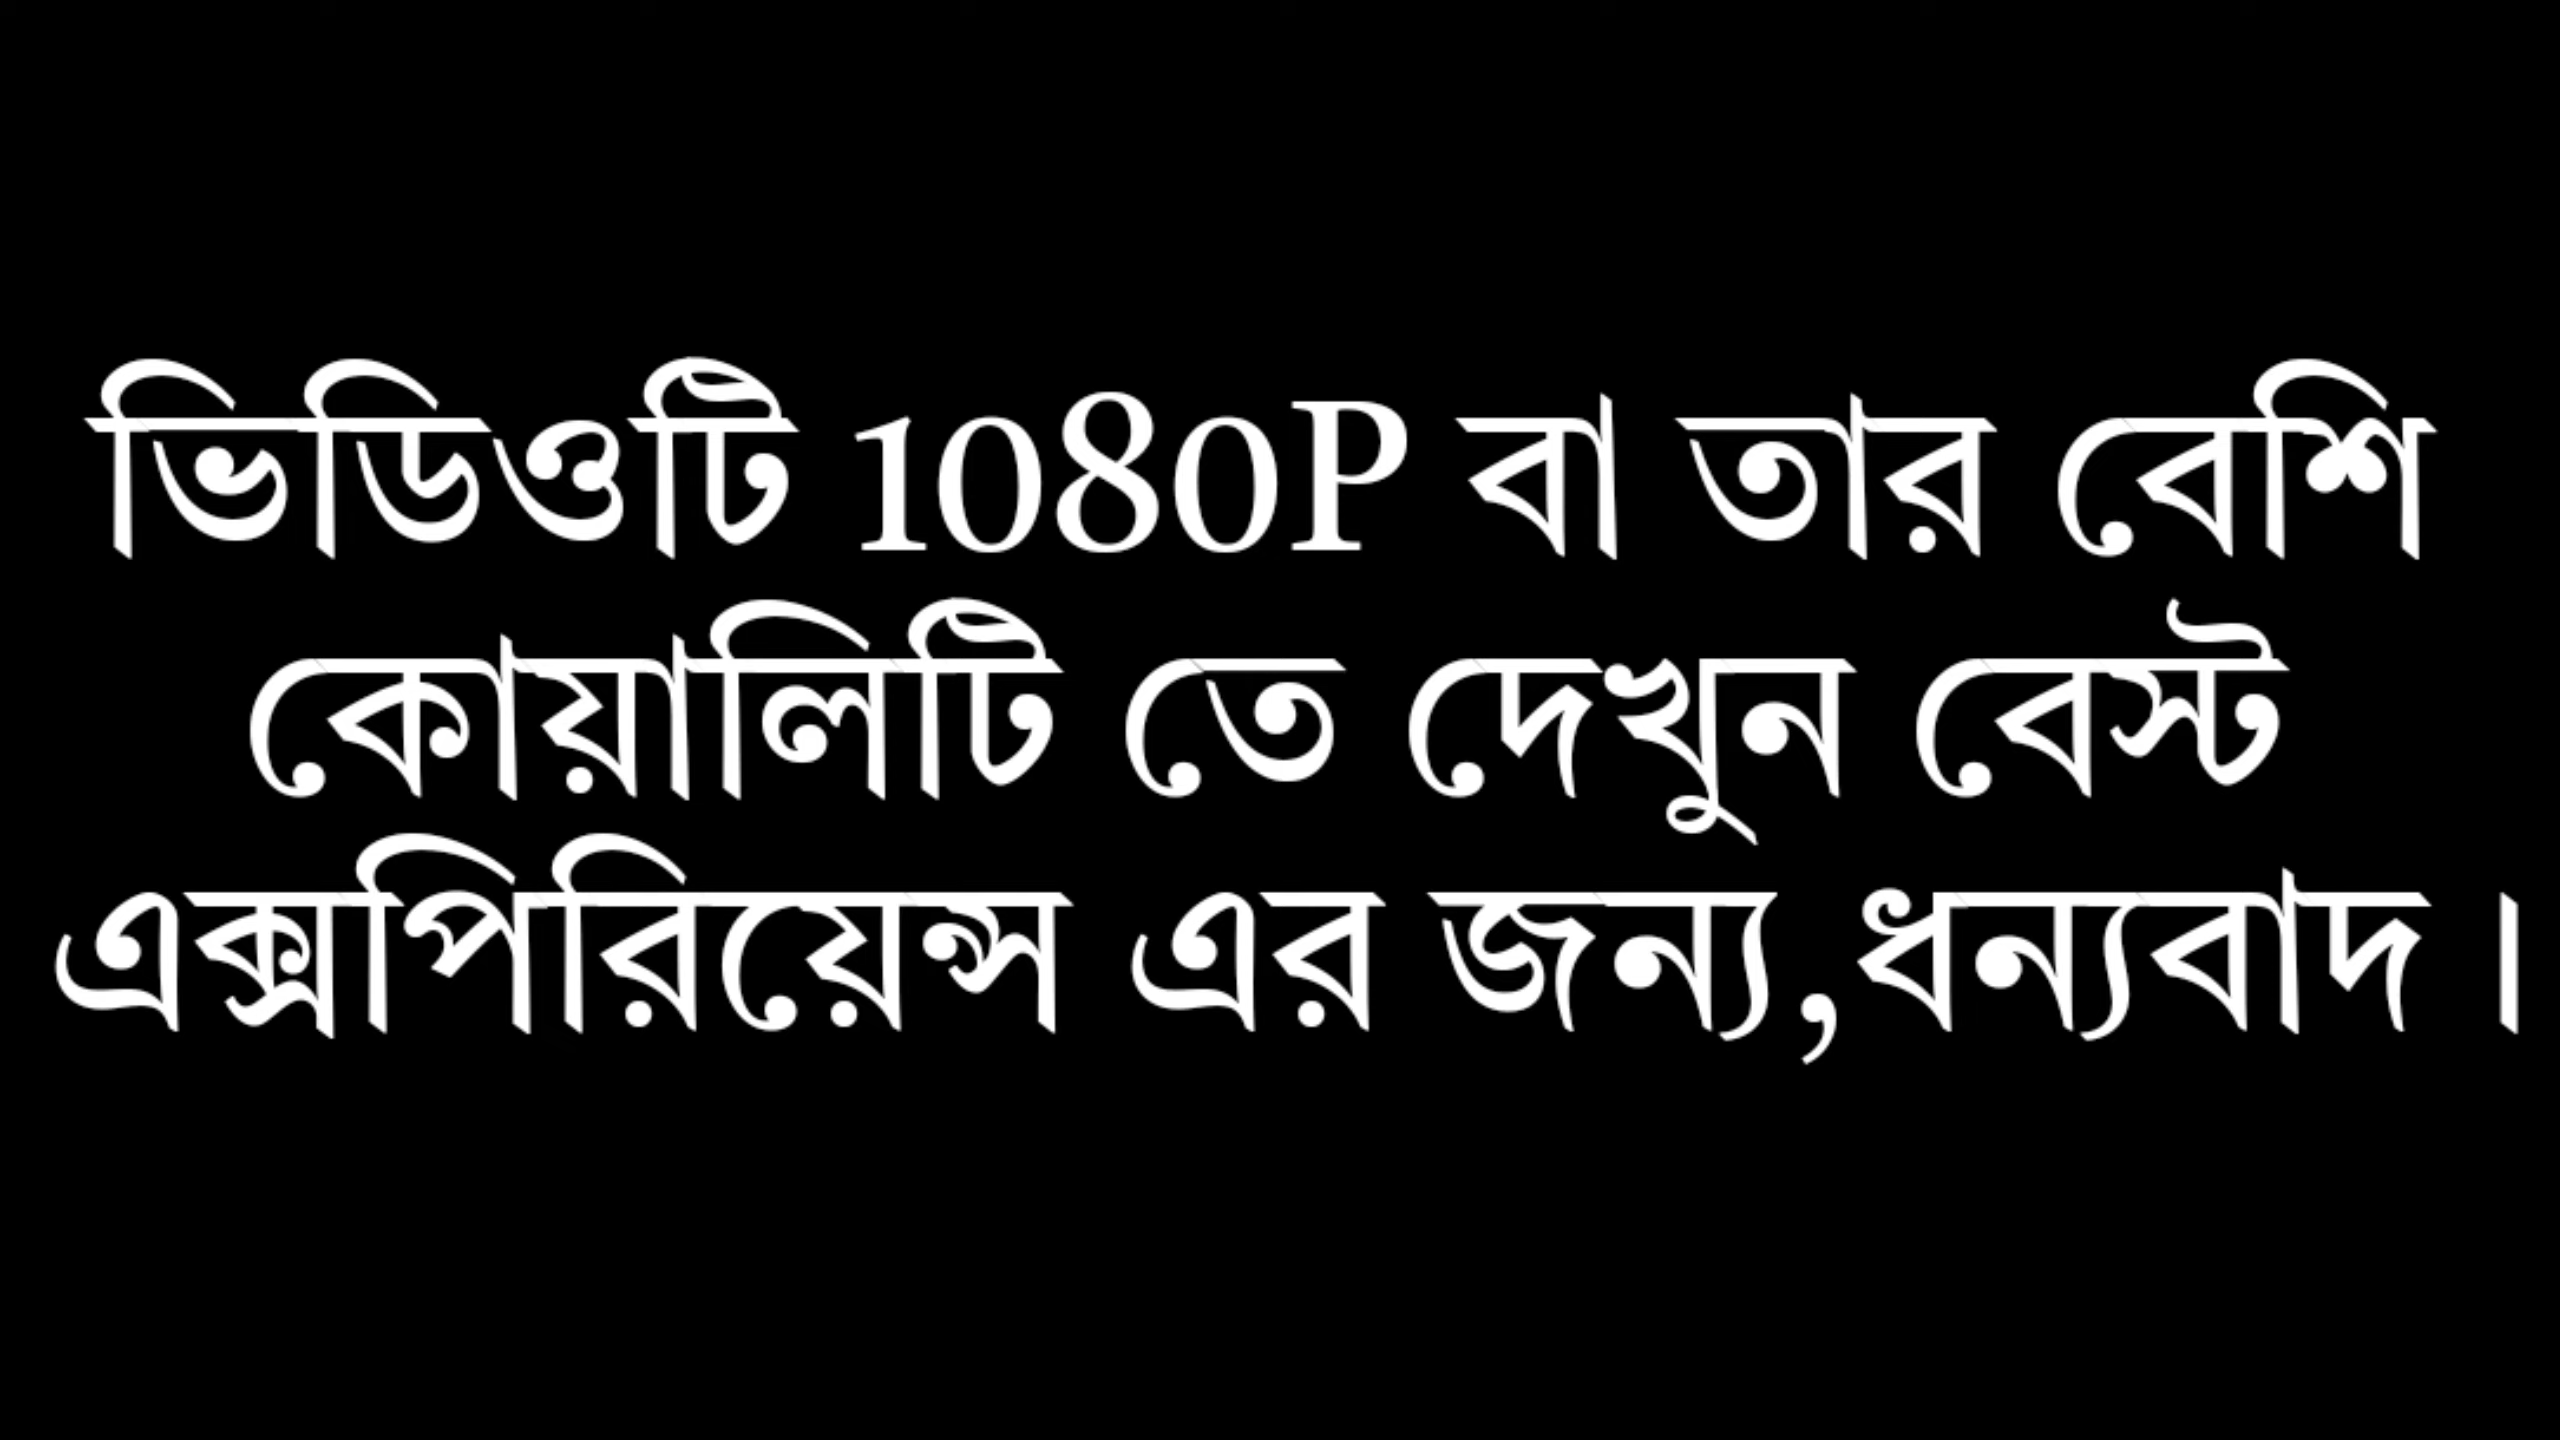 ভিডিওটি 1080P বা তার বেশি
কোয়ালিটি তে দেখুন বেস্ট
এক্সপিরিয়েন্স এর জন্য,ধন্যবাদ ।